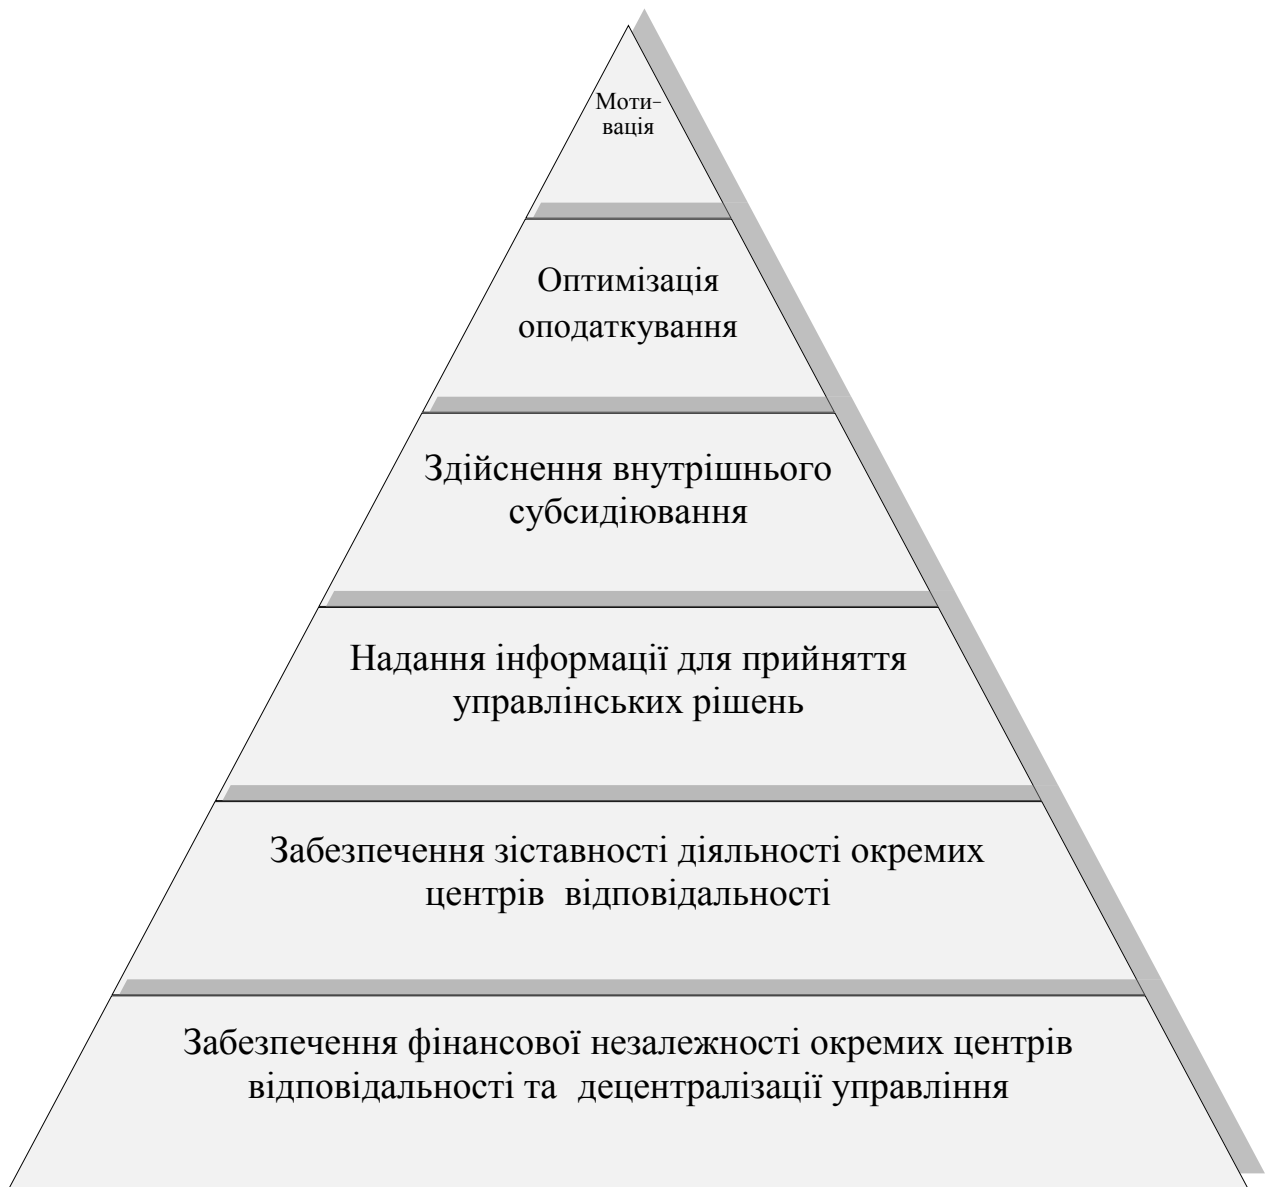 Моти-
вація
Оптимізація
оподаткування
Здійснення внутрішнього
субсидіювання
Надання інформації для прийняття
управлінських рішень
Забезпечення зіставності діяльності окремих
центрів відповідальності
Забезпечення фінансової незалежності окремих центрів
відповідальності та децентралізації управління